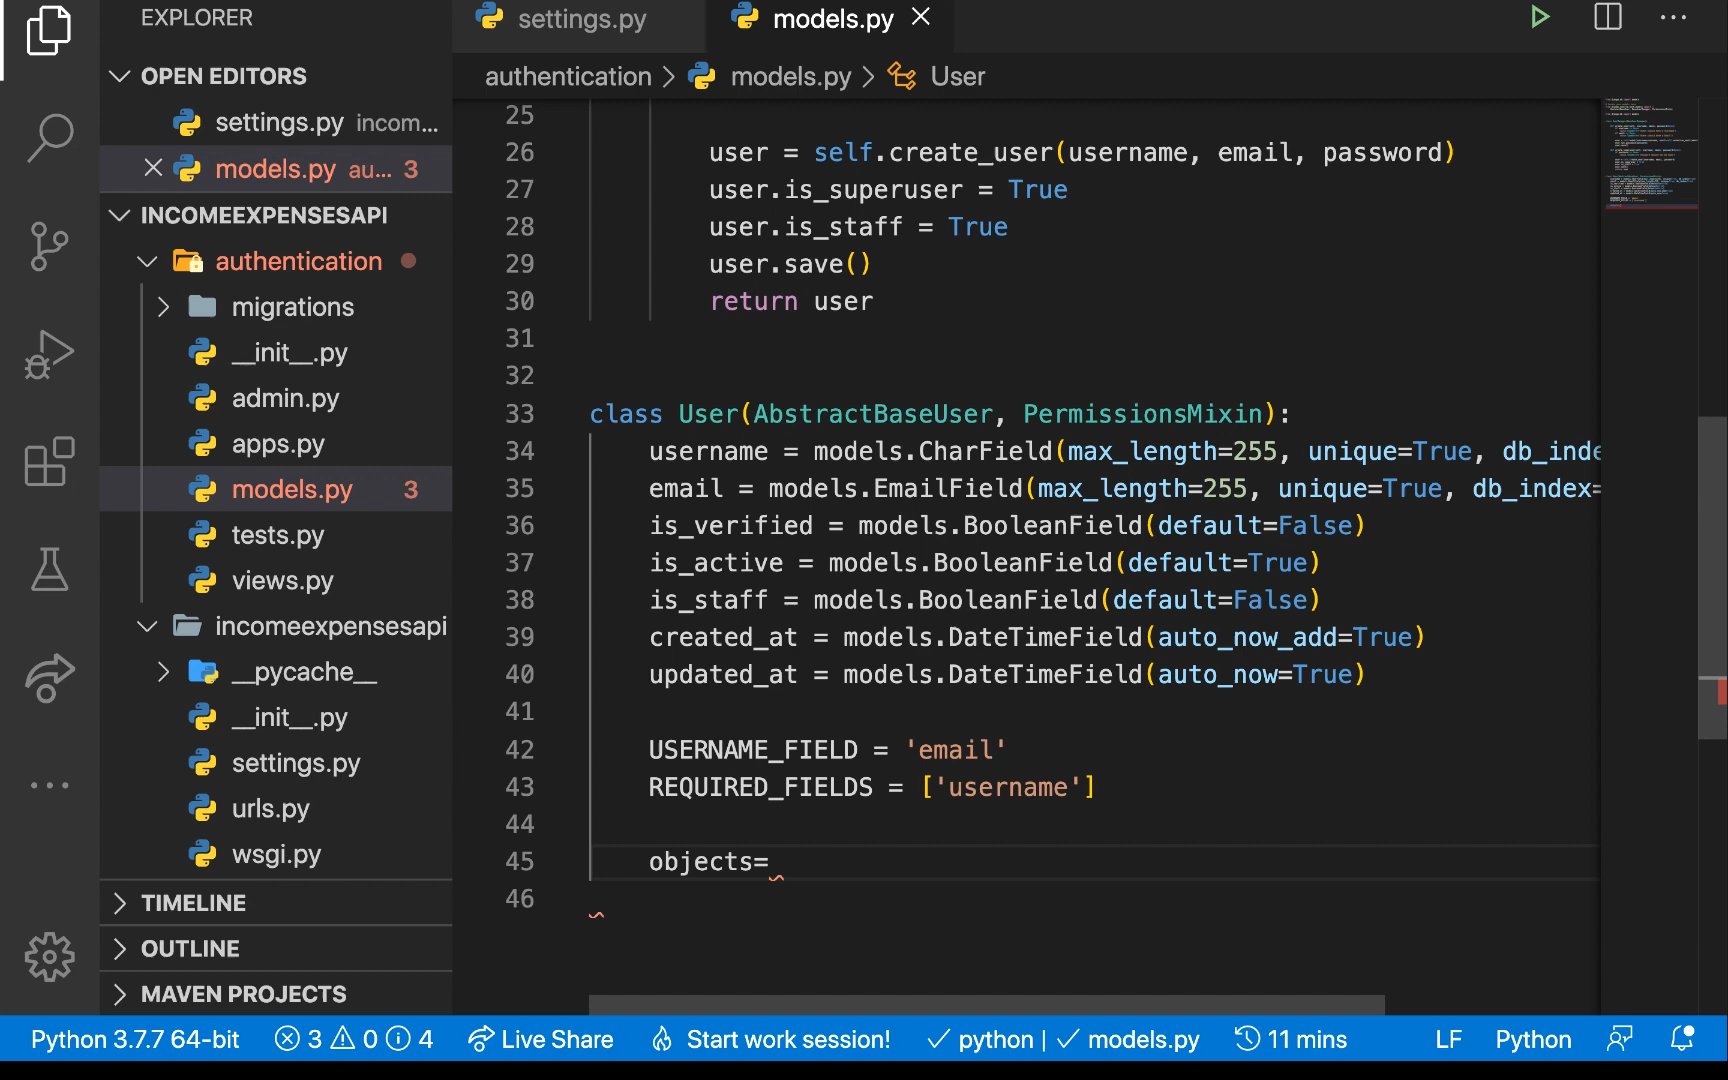 EXPLORER
OPEN EDITORS
settings.py incom...
models.py au... 3
INCOMEEXPENSESAPI
authentication
migrations
__init__.py
admin.py
apps.py
models.py 3
tests.py
views.py
incomeexpensesapi
__pycache__
__init__.py
settings.py
urls.py
wsgi.py
TIMELINE
OUTLINE
MAVEN PROJECTS
settings.py models.py
authentication > models.py > User
25
26 user = self.create_user(username, email, password)
27 user.is_superuser = True
28 user.is_staff = True
29 user.save()
30 return user
31
32
33 class User(AbstractBaseUser, PermissionsMixin):
34 username = models.CharField(max_length=255, unique=True, db_inde
35 email = models.EmailField(max_length=255, unique=True, db_index=
36 is_verified = models.BooleanField(default=False)
37 is_active = models.BooleanField(default=True)
38 is_staff = models.BooleanField(default=False)
39 created_at = models.DateTimeField(auto_now_add=True)
40 updated_at = models.DateTimeField(auto_now=True)
41
42 USERNAME_FIELD = 'email'
43 REQUIRED_FIELDS = ['username']
44
45 objects=
46
Python 3.7.7 64-bit 3 0 4 Live Share Start work session! python | models.py 11 mins LF Python